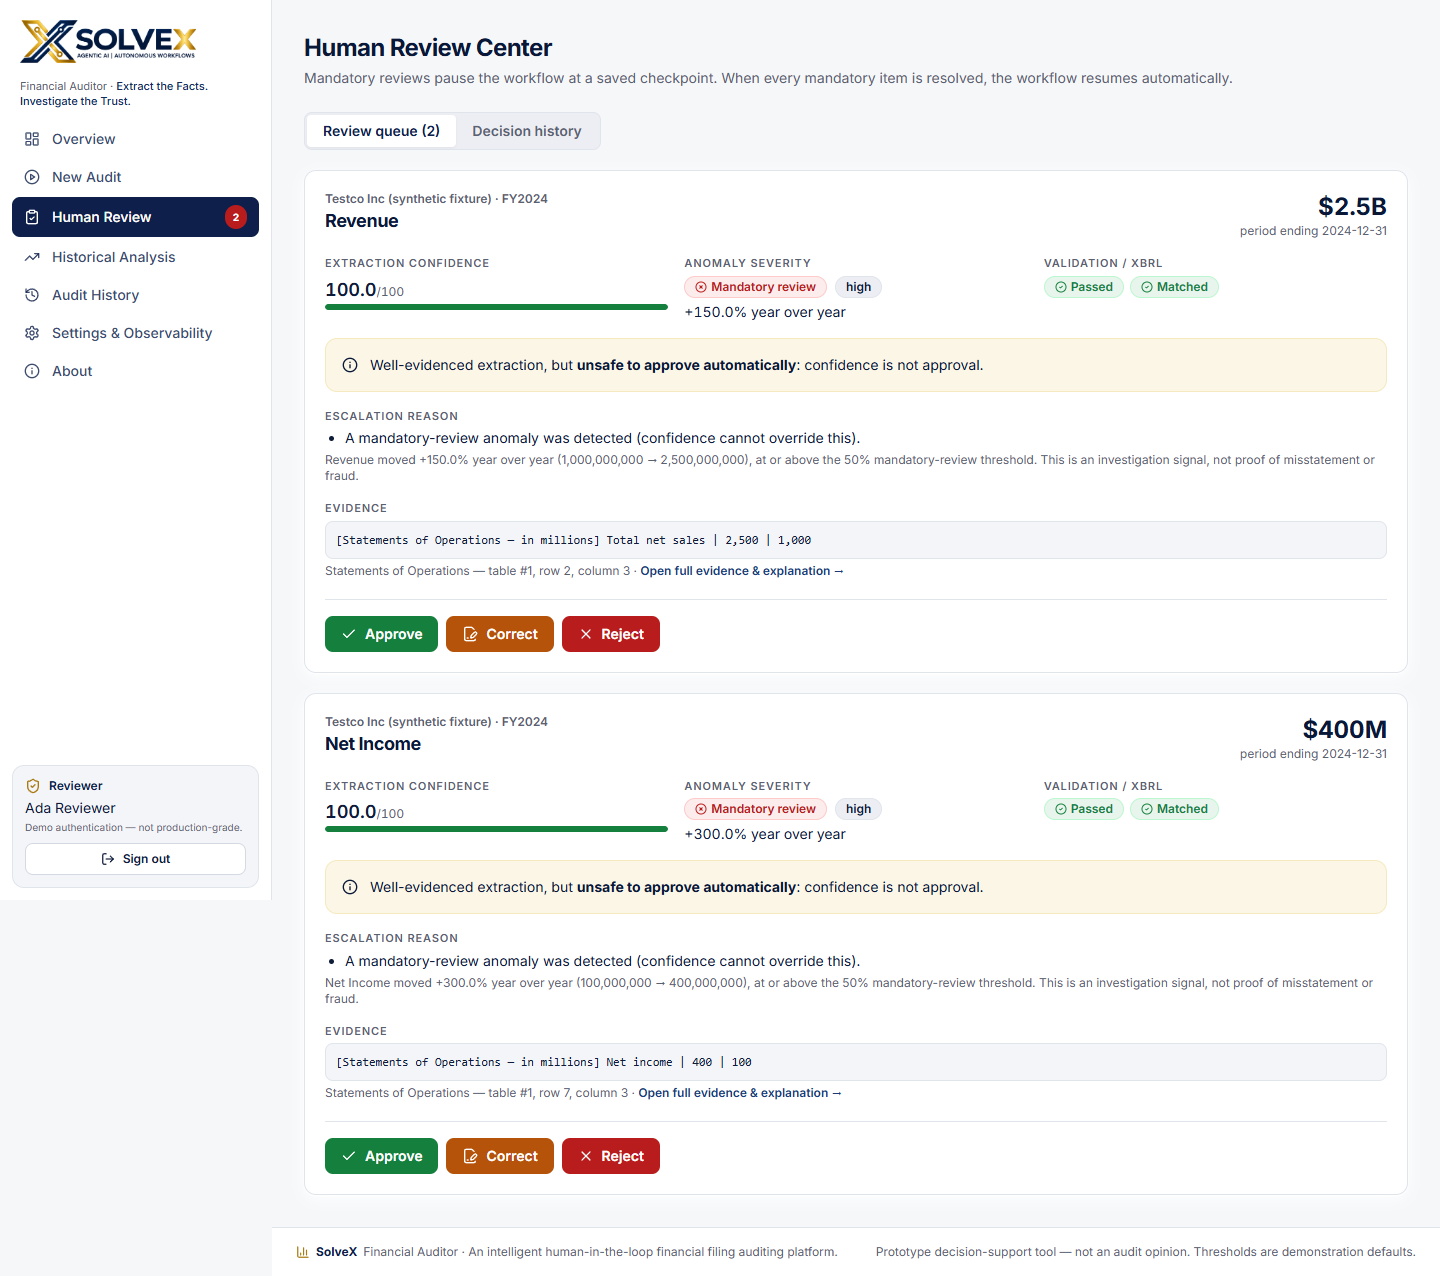 SOLVEX
AGENTIC AI | AUTONOMOUS WORKFLOWS
Financial Auditor · Extract the Facts.
Investigate the Trust.
Overview
New Audit
Human Review 2
Historical Analysis
Audit History
Settings & Observability
About
Reviewer
Ada Reviewer
Demo authentication — not production-grade.
Sign out
Human Review Center
Mandatory reviews pause the workflow at a saved checkpoint. When every mandatory item is resolved, the workflow resumes automatically.
Review queue (2) Decision history
Testco Inc (synthetic fixture) · FY2024
Revenue
$2.5B
period ending 2024-12-31
EXTRACTION CONFIDENCE
100.0/100
ANOMALY SEVERITY
Mandatory review high
+150.0% year over year
VALIDATION / XBRL
Passed Matched
Well-evidenced extraction, but unsafe to approve automatically: confidence is not approval.
ESCALATION REASON
• A mandatory-review anomaly was detected (confidence cannot override this).
Revenue moved +150.0% year over year (1,000,000,000 → 2,500,000,000), at or above the 50% mandatory-review threshold. This is an investigation signal, not proof of misstatement or
fraud.
EVIDENCE
[Statements of Operations — in millions] Total net sales | 2,500 | 1,000
Statements of Operations — table #1, row 2, column 3 · Open full evidence & explanation →
Approve Correct Reject
Testco Inc (synthetic fixture) · FY2024
Net Income
$400M
period ending 2024-12-31
EXTRACTION CONFIDENCE
100.0/100
ANOMALY SEVERITY
Mandatory review high
+300.0% year over year
VALIDATION / XBRL
Passed Matched
Well-evidenced extraction, but unsafe to approve automatically: confidence is not approval.
ESCALATION REASON
• A mandatory-review anomaly was detected (confidence cannot override this).
Net Income moved +300.0% year over year (100,000,000 → 400,000,000), at or above the 50% mandatory-review threshold. This is an investigation signal, not proof of misstatement or
fraud.
EVIDENCE
[Statements of Operations — in millions] Net income | 400 | 100
Statements of Operations — table #1, row 7, column 3 · Open full evidence & explanation →
Approve Correct Reject
SolveX Financial Auditor · An intelligent human-in-the-loop financial filing auditing platform.
Prototype decision-support tool — not an audit opinion. Thresholds are demonstration defaults.